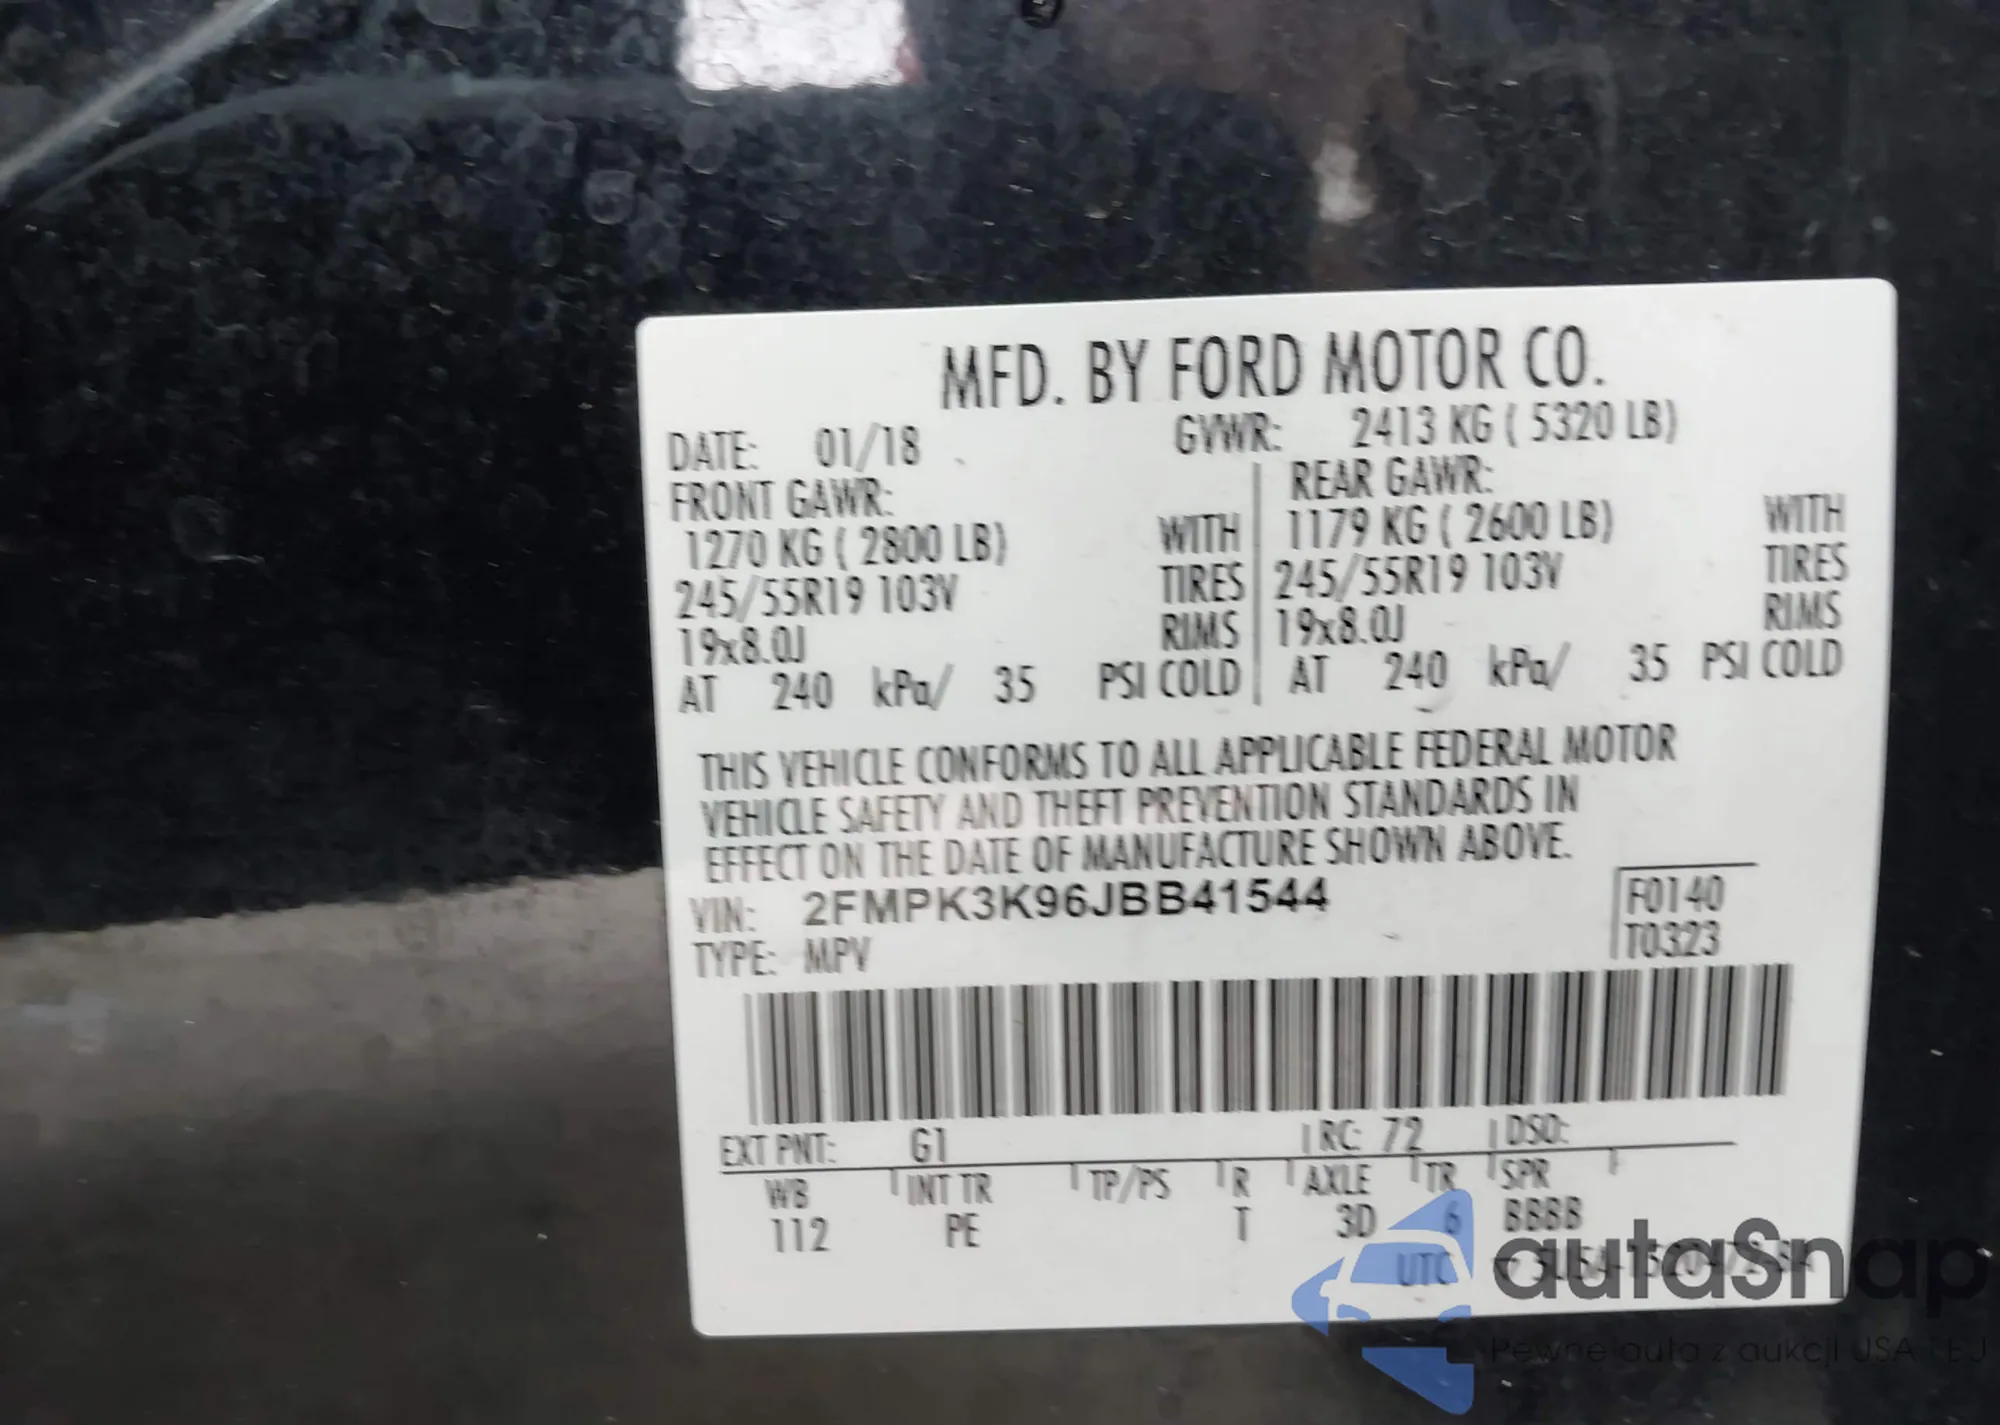 MFD. BY FORD MOTOR CO.
DATE: 01/18 GVWR: 2413 KG ( 5320 LB)
FRONT GAWR: REAR GAWR:
1270 KG ( 2800 LB) WITH 1179 KG ( 2600 LB) WITH
245/55R19 103V TIRES 245/55R19 103V TIRES
19x8.0J RIMS 19x8.0J RIMS
AT 240 kPa/ 35 PSI COLD AT 240 kPa/ 35 PSI COLD
THIS VEHICLE CONFORMS TO ALL APPLICABLE FEDERAL MOTOR
VEHICLE SAFETY AND THEFT PREVENTION STANDARDS IN
EFFECT ON THE DATE OF MANUFACTURE SHOWN ABOVE.
VIN: 2FMPK3K96JBB41544 F0140
TYPE: MPV T0323
EXT PNT: G1 RC: 72 DSO:
WB INT TR TP/PS R AXLE TR SPR
112 PE T 3D 6 BBBB
UTC
autaSnap
Pewne auta z aukcji USA i EJ